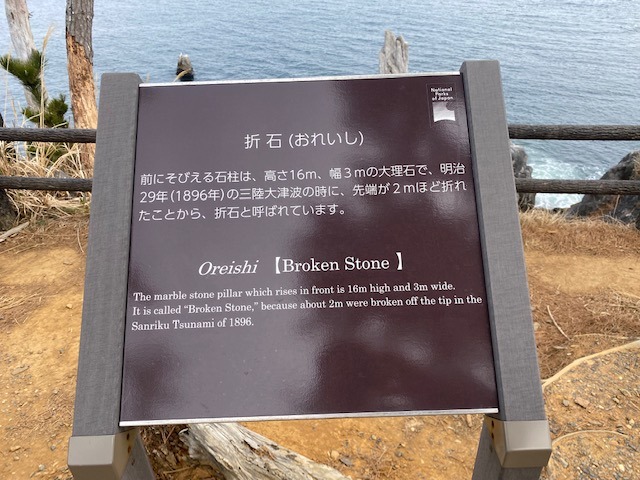 National
Parks
of Japan
折石(おれいし)
前にそびえる石柱は、高さ16m、幅3mの大理石で、明治
29年(1896年)の三陸大津波の時に、先端が2mほど折れ
たことから、折石と呼ばれています。
Oreishi 【Broken Stone 】
The marble stone pillar which rises in front is 16m high and 3m wide.
It is called “Broken Stone,” because about 2m were broken off the tip in the
Sanriku Tsunami of 1896.